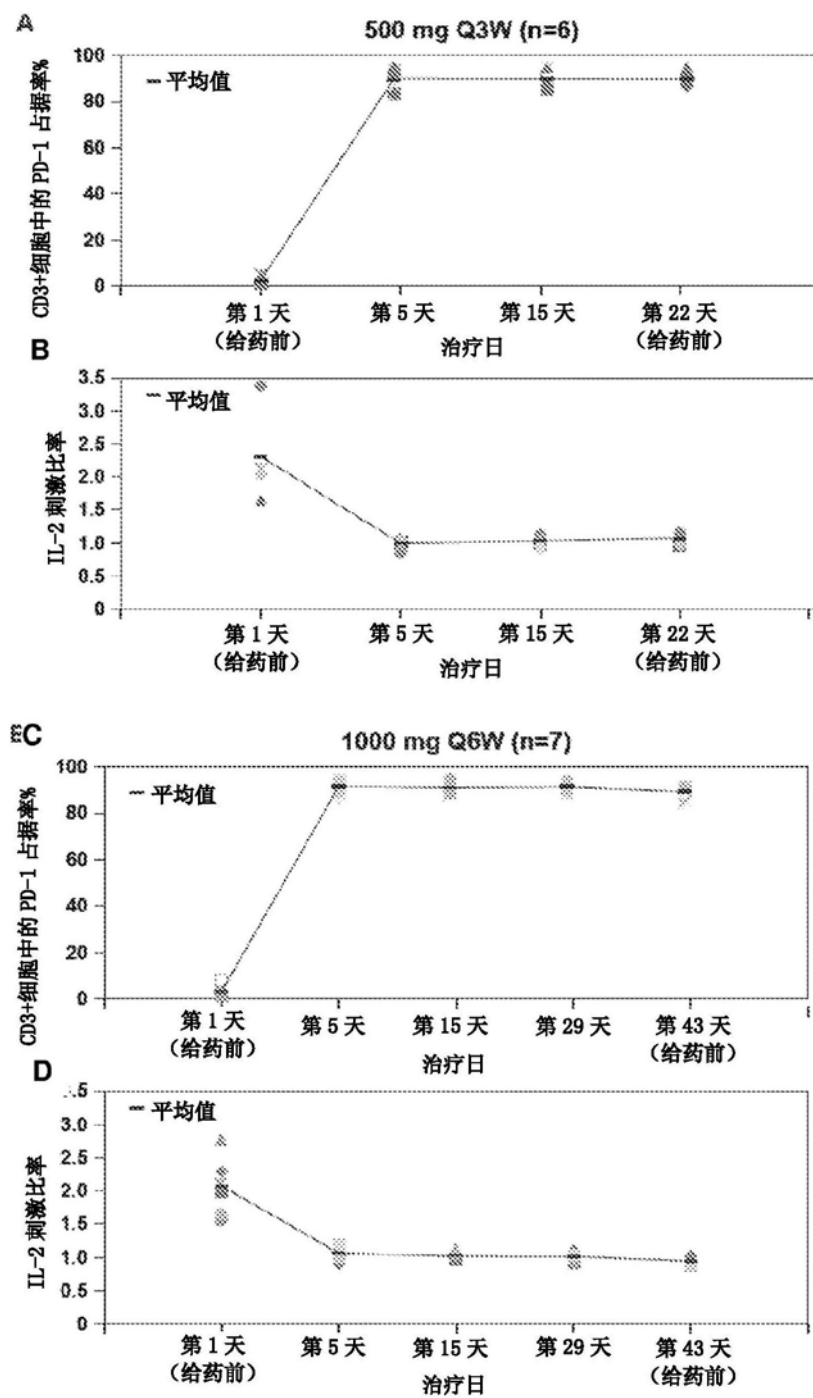 A
500 mg Q3W (n=6)
CD3+细胞中的 PD-1 占据率%
100
80
60
40
20
0
平均值
第 1 天 第 5 天 第 15 天 第 22 天
(给药前) (给药前)
治疗日
B
IL-2 刺激比率
3.5
3.0
2.5
2.0
1.5
1.0
0.5
0
平均值
第 1 天 第 5 天 第 15 天 第 22 天
(给药前) (给药前)
治疗日
C
1000 mg Q6W (n=7)
CD3+细胞中的 PD-1 占据率%
100
80
60
40
20
0
平均值
第 1 天 第 5 天 第 15 天 第 29 天 第 43 天
(给药前) (给药前)
治疗日
D
IL-2 刺激比率
.5
3.0
2.5
2.0
1.5
1.0
0.5
0
平均值
第 1 天 第 5 天 第 15 天 第 29 天 第 43 天
(给药前) (给药前)
治疗日